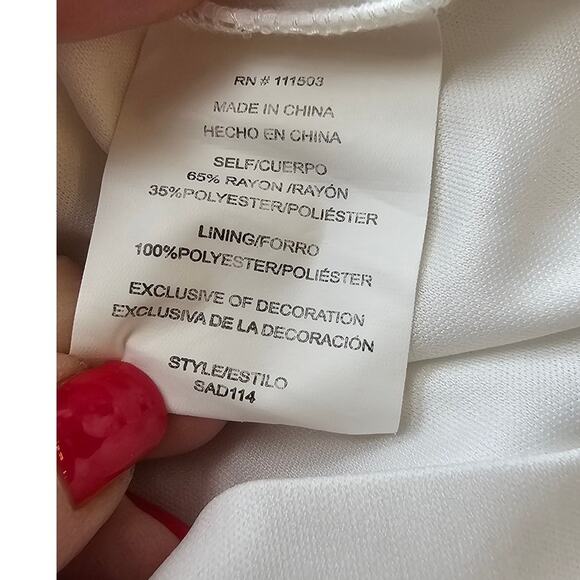 RN # 111503
MADE IN CHINA
HECHO EN CHINA
SELF/CUERPO
65% RAYON /RAYÓN
35%POLYESTER/POLIÉSTER
LINING/FORRO
100%POLYESTER/POLIÉSTER
EXCLUSIVE OF DECORATION
EXCLUSIVA DE LA DECORACIÓN
STYLE/ESTILO
SAD114